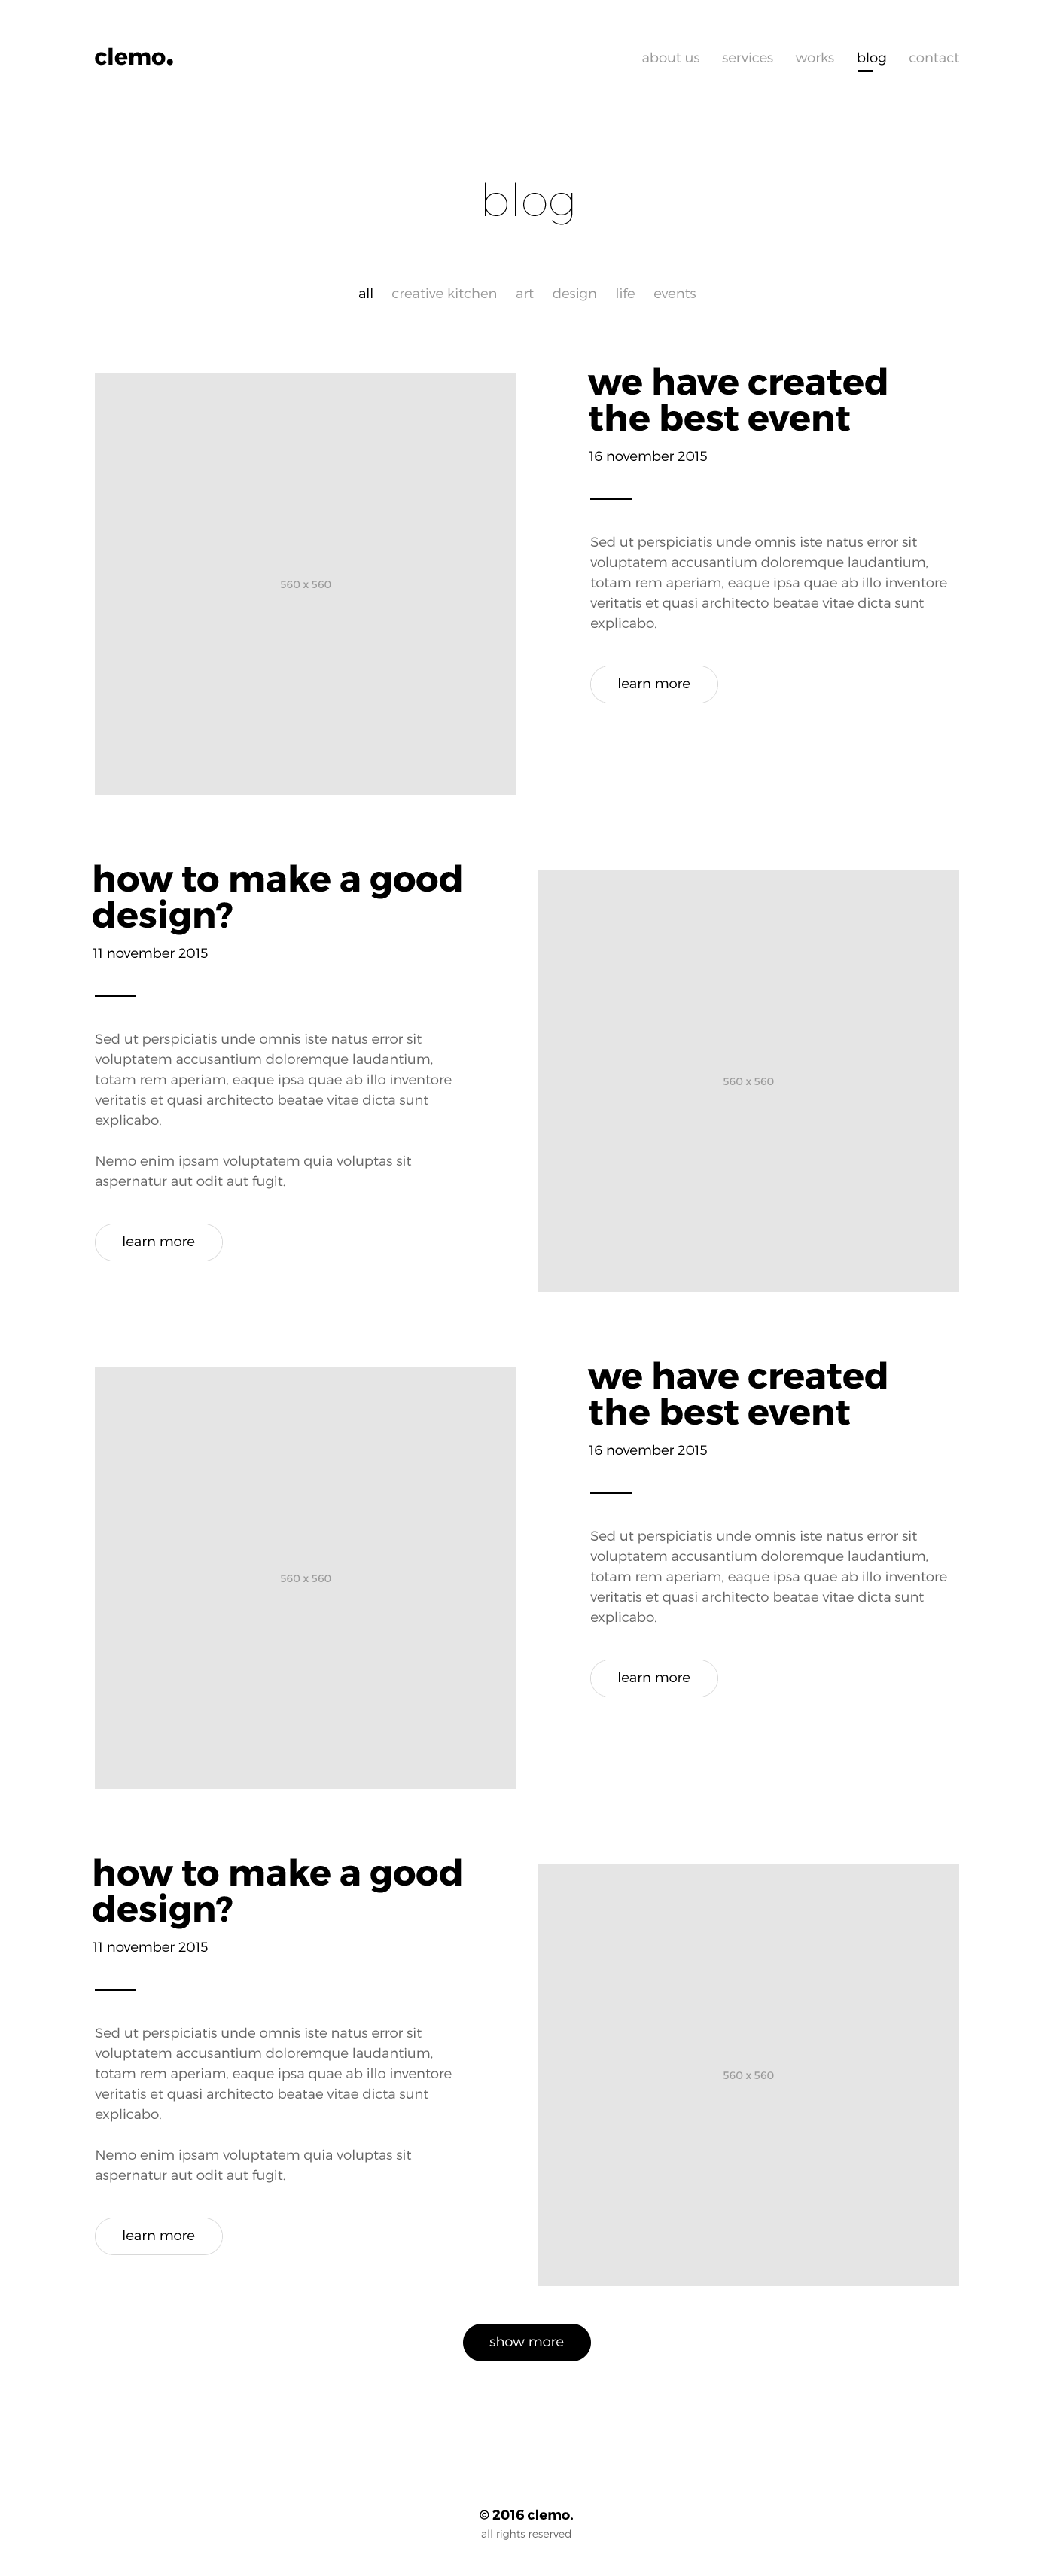 clemo.
about us services works blog contact
blog
all creative kitchen art design life events
560 x 560
we have created
the best event
16 november 2015
Sed ut perspiciatis unde omnis iste natus error sit
voluptatem accusantium doloremque laudantium,
totam rem aperiam, eaque ipsa quae ab illo inventore
veritatis et quasi architecto beatae vitae dicta sunt
explicabo.
learn more
how to make a good
design?
11 november 2015
Sed ut perspiciatis unde omnis iste natus error sit
voluptatem accusantium doloremque laudantium,
totam rem aperiam, eaque ipsa quae ab illo inventore
veritatis et quasi architecto beatae vitae dicta sunt
explicabo.
Nemo enim ipsam voluptatem quia voluptas sit
aspernatur aut odit aut fugit.
learn more
560 x 560
560 x 560
we have created
the best event
16 november 2015
Sed ut perspiciatis unde omnis iste natus error sit
voluptatem accusantium doloremque laudantium,
totam rem aperiam, eaque ipsa quae ab illo inventore
veritatis et quasi architecto beatae vitae dicta sunt
explicabo.
learn more
how to make a good
design?
11 november 2015
Sed ut perspiciatis unde omnis iste natus error sit
voluptatem accusantium doloremque laudantium,
totam rem aperiam, eaque ipsa quae ab illo inventore
veritatis et quasi architecto beatae vitae dicta sunt
explicabo.
Nemo enim ipsam voluptatem quia voluptas sit
aspernatur aut odit aut fugit.
learn more
560 x 560
show more
© 2016 clemo.
all rights reserved